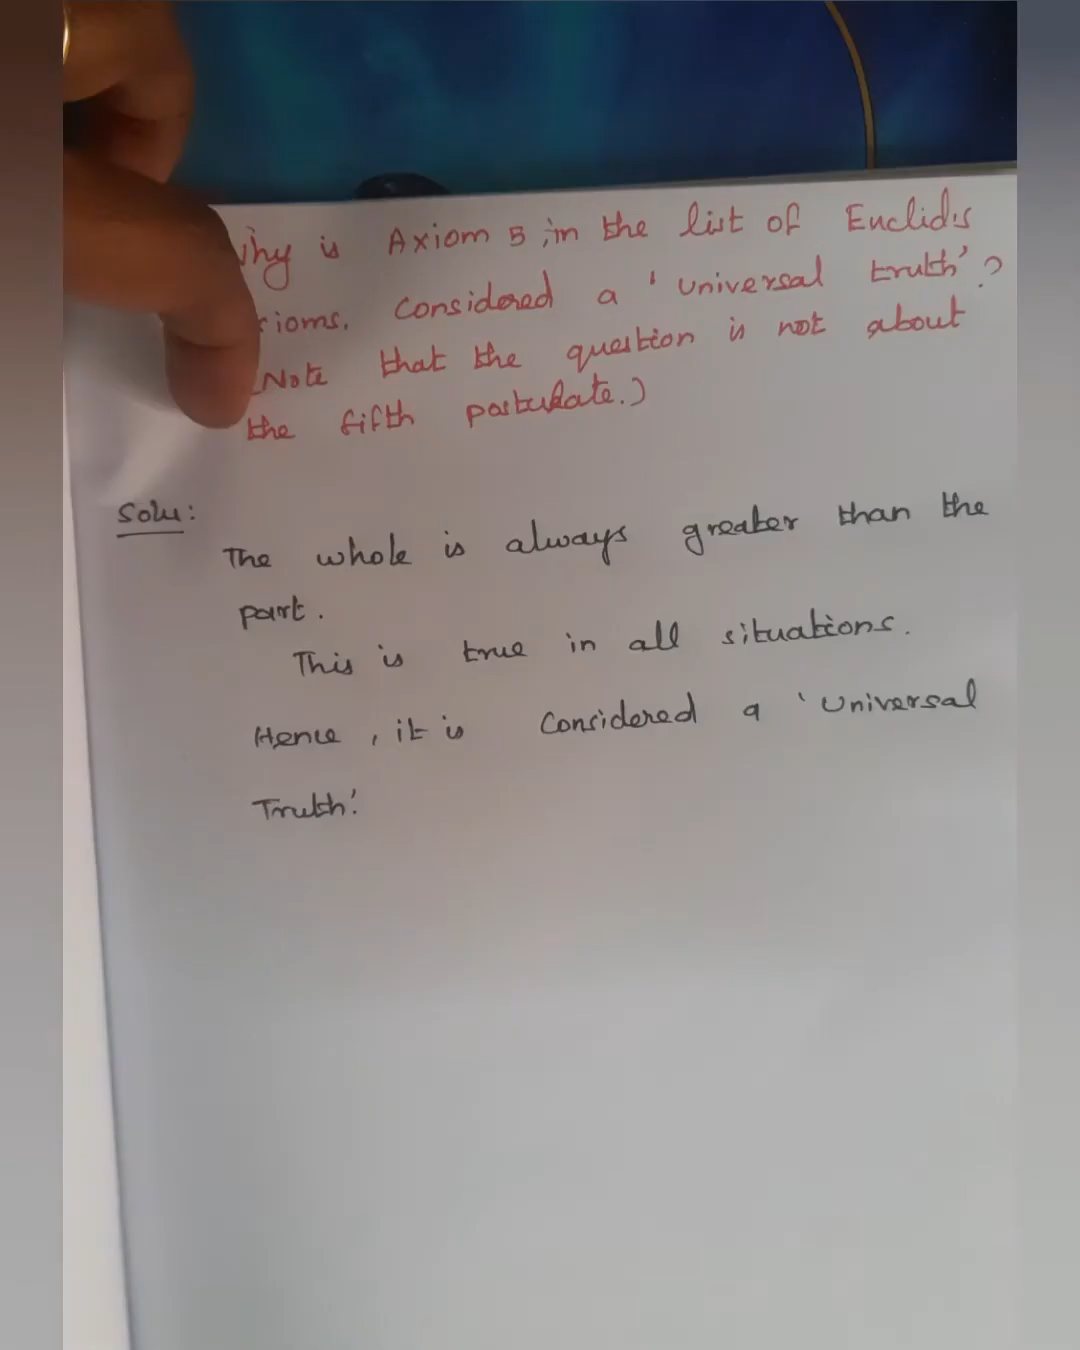 is Axiom 5, in the list of Euclid's
considered a 'universal truth'?
(Note that the question is not about
the fifth postulate.)
Solu:
The whole is always greater than the
part.
This is true in all situations.
Hence, it is considered a 'Universal
Truth'.